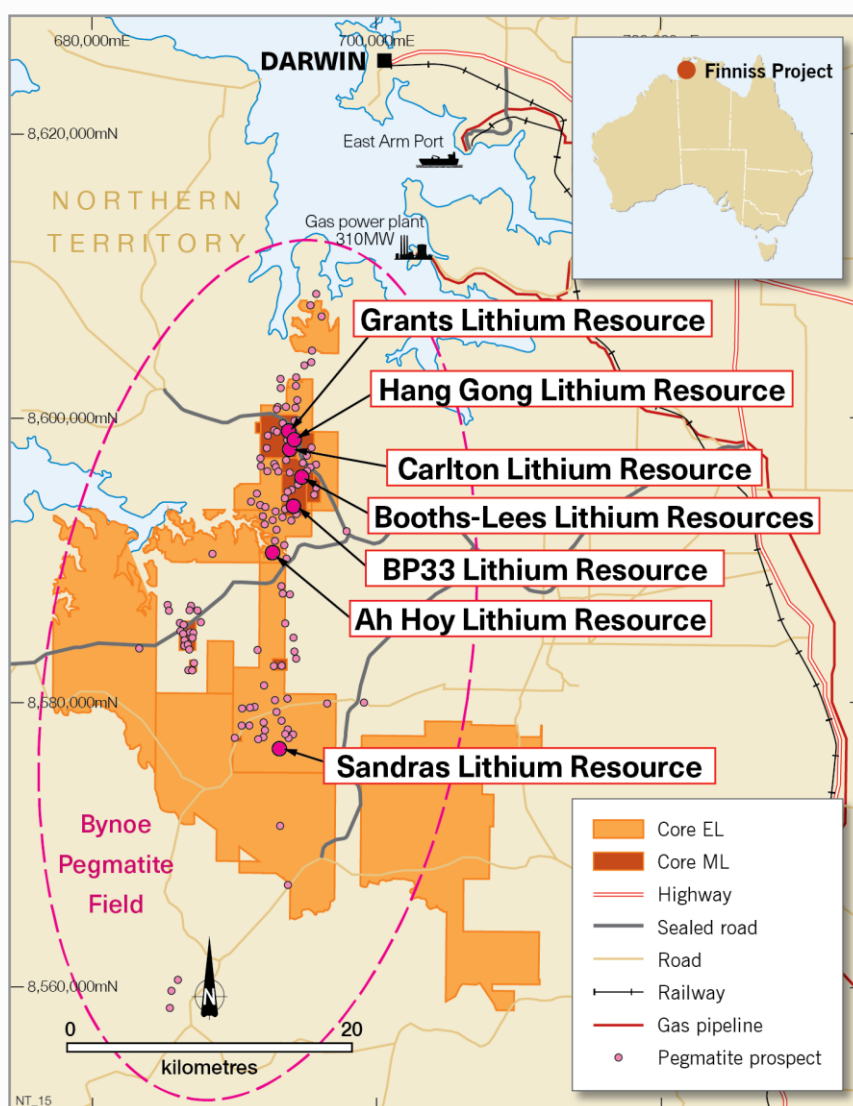 680,000mE
700,000mE
DARWIN
Finniss Project
8,620,000mN
East Arm Port
NORTHERN
TERRITORY
Gas power plant
310MW
Grants Lithium Resource
Hang Gong Lithium Resource
8,600,000mN
Carlton Lithium Resource
Booths-Lees Lithium Resources
BP33 Lithium Resource
Ah Hoy Lithium Resource
8,580,000mN
Sandras Lithium Resource
Bynoe
Pegmatite
Field
Core EL
Core ML
Highway
Sealed road
Road
Railway
Gas pipeline
Pegmatite prospect
8,560,000mN
N
0
20
kilometres
NT_15